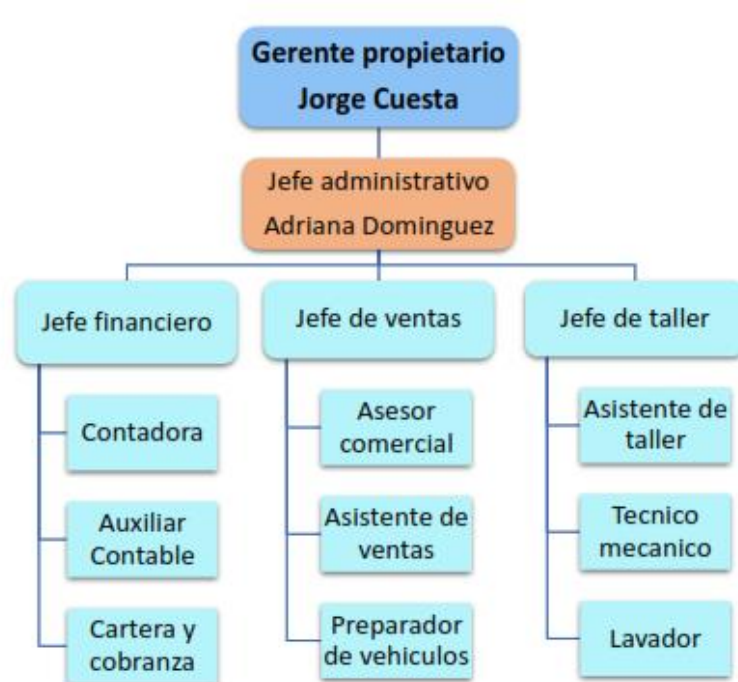 Gerente propietario
Jorge Cuesta
Jefe administrativo
Adriana Dominguez
Jefe financiero
Jefe de ventas
Jefe de taller
Contadora
Auxiliar
Contable
Cartera y
cobranza
Asesor
comercial
Asistente de
ventas
Preparador
de vehiculos
Asistente de
taller
Tecnico
mecanico
Lavador